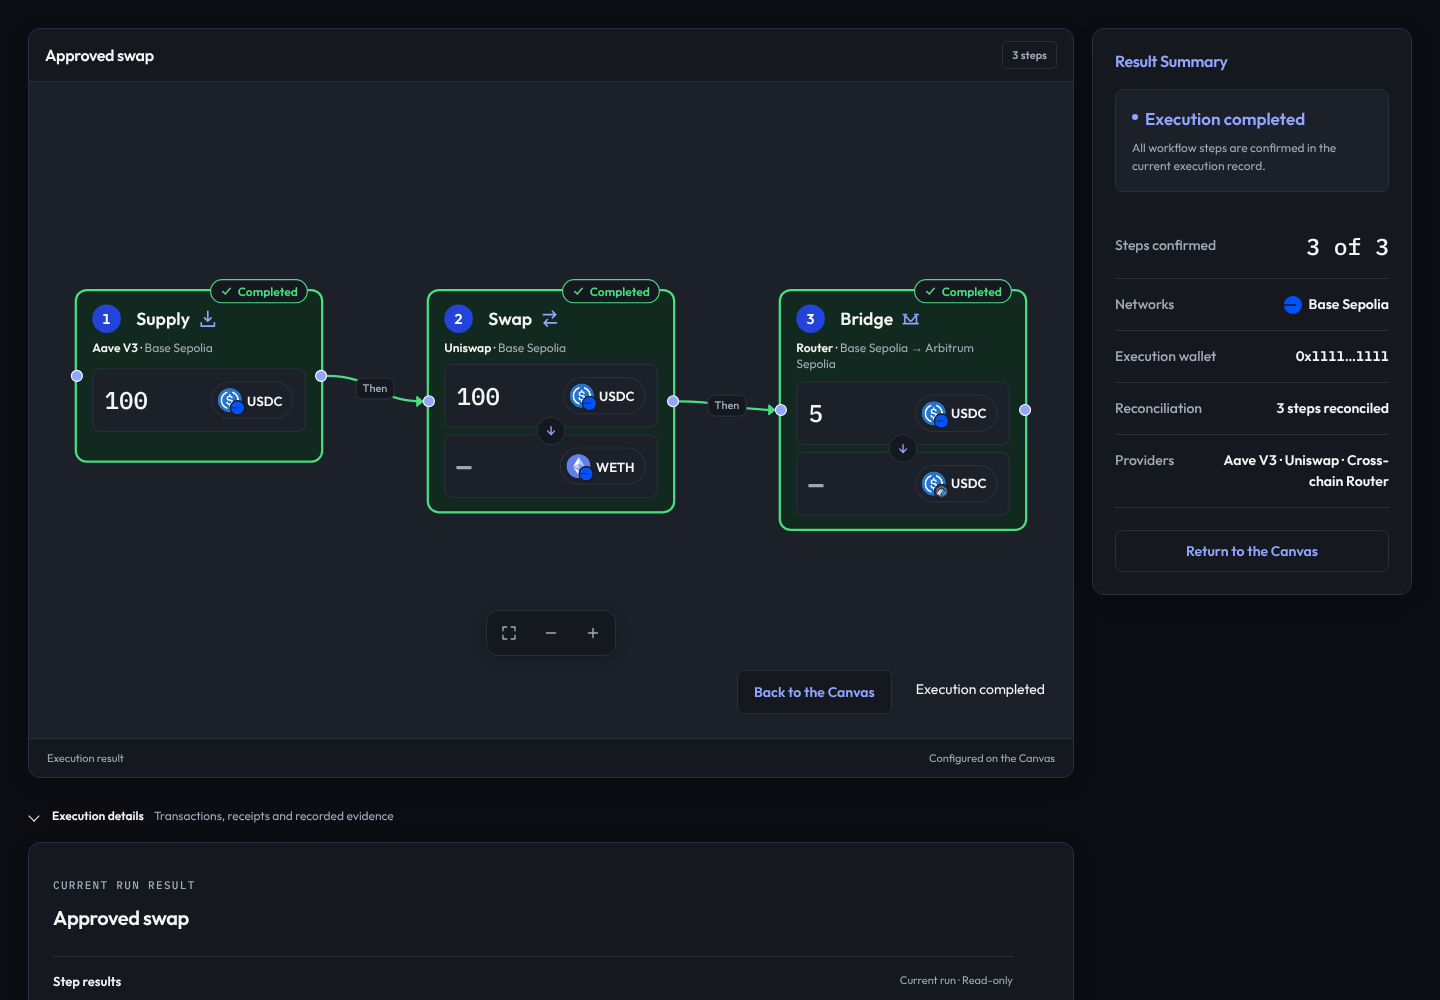 Approved swap
3 steps
Completed
1 Supply
Aave V3 · Base Sepolia
100 USDC
Then
Completed
2 Swap
Uniswap · Base Sepolia
100 USDC
— WETH
Then
Completed
3 Bridge
Router · Base Sepolia → Arbitrum
Sepolia
5 USDC
— USDC
Back to the Canvas
Execution completed
Execution result
Configured on the Canvas
Result Summary
Execution completed
All workflow steps are confirmed in the
current execution record.
Steps confirmed 3 of 3
Networks Base Sepolia
Execution wallet 0x1111...1111
Reconciliation 3 steps reconciled
Providers Aave V3 · Uniswap · Cross-
chain Router
Return to the Canvas
Execution details Transactions, receipts and recorded evidence
CURRENT RUN RESULT
Approved swap
Step results
Current run · Read-only